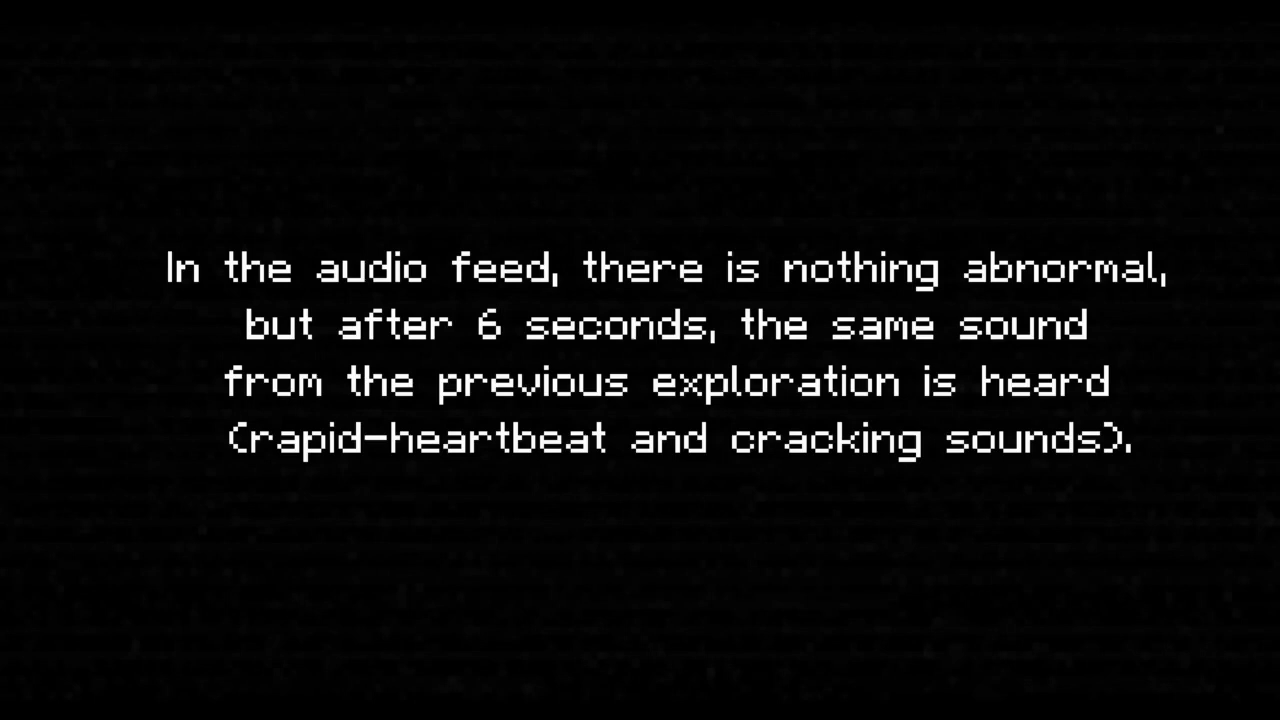 In the audio feed, there is nothing abnormal,
but after 6 seconds, the same sound
from the previous exploration is heard
(rapid-heartbeat and cracking sounds).